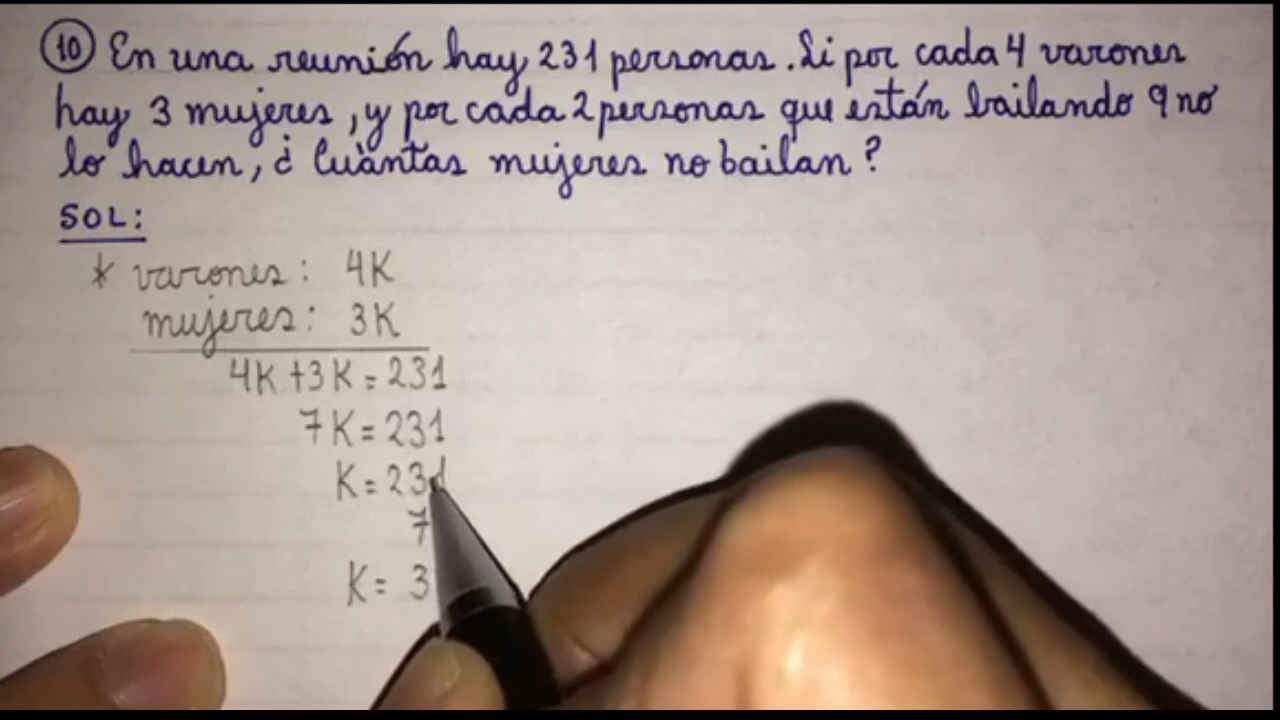 10 En una reunión hay 231 personas. Si por cada 4 varones
hay 3 mujeres, y por cada 2 personas que están bailando 9 no
lo hacen, ¿Cuàntas mujeres no bailan?
SOL:
* varones: 4K
mujeres: 3K
4K+3K=231
7K=231
K=231
7
K= 3